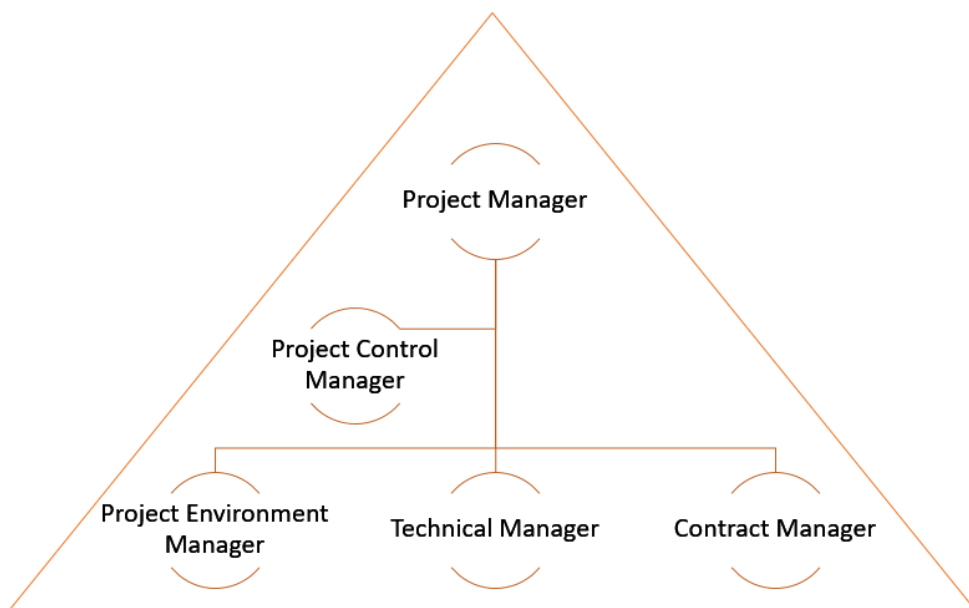 Project Manager
Project Control
Manager
Project Environment
Manager
Technical Manager
Contract Manager